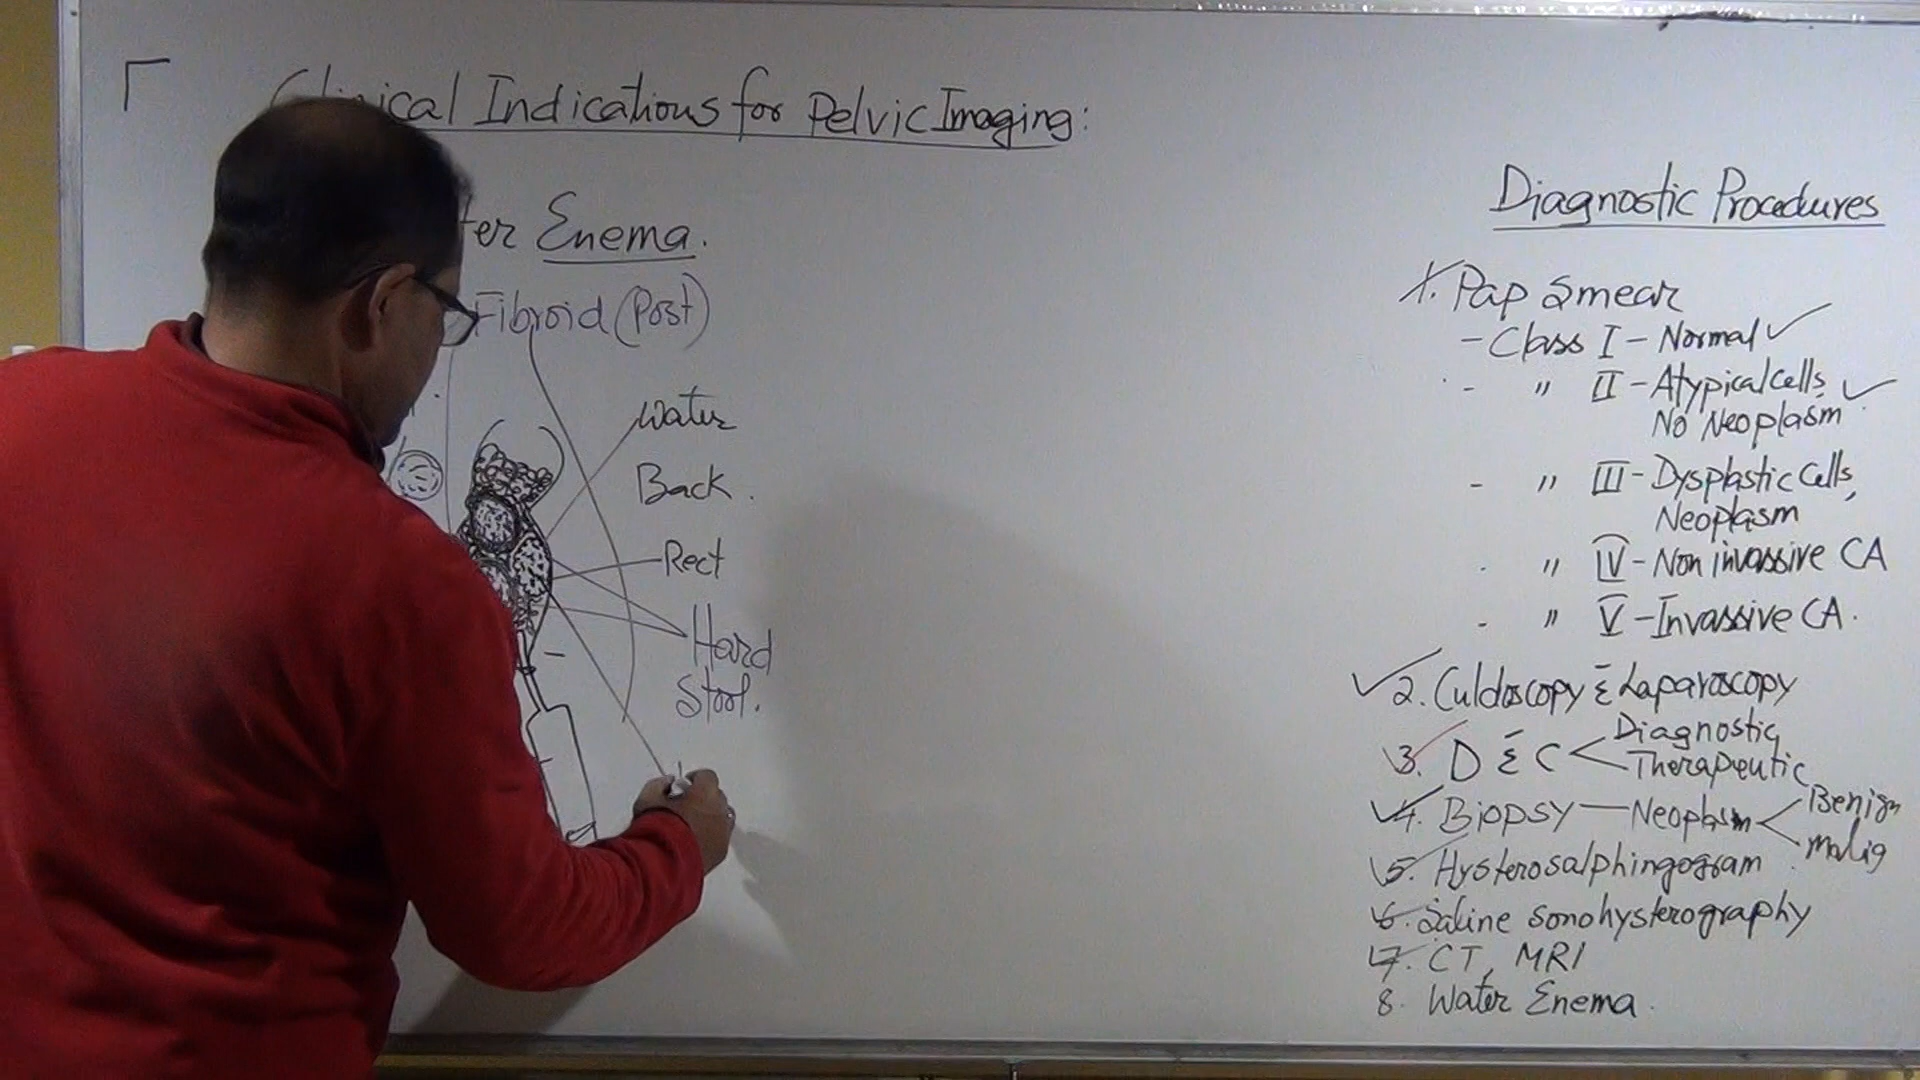 Clinical Indications for Pelvic Imaging:
ter Enema.
Fibroid (Post)
Water
Back.
Rect
Hard
Stool.
Diagnostic Procedures
1. Pap Smear
- Class I - Normal ✓
- " II - Atypical Cells, ✓
No Neoplasm
- " III - Dysplastic Cells,
Neoplasm
- " IV - Non invassive CA
- " V - Invassive CA.
✓ 2. Culdoscopy & Laparoscopy
3. D & C < Diagnostic
Therapeutic
4. Biopsy — Neoplasm < Benign
Malig
5. Hysterosalphingogram
6. Saline Sonohysterography
7. CT, MRI
8. Water Enema.